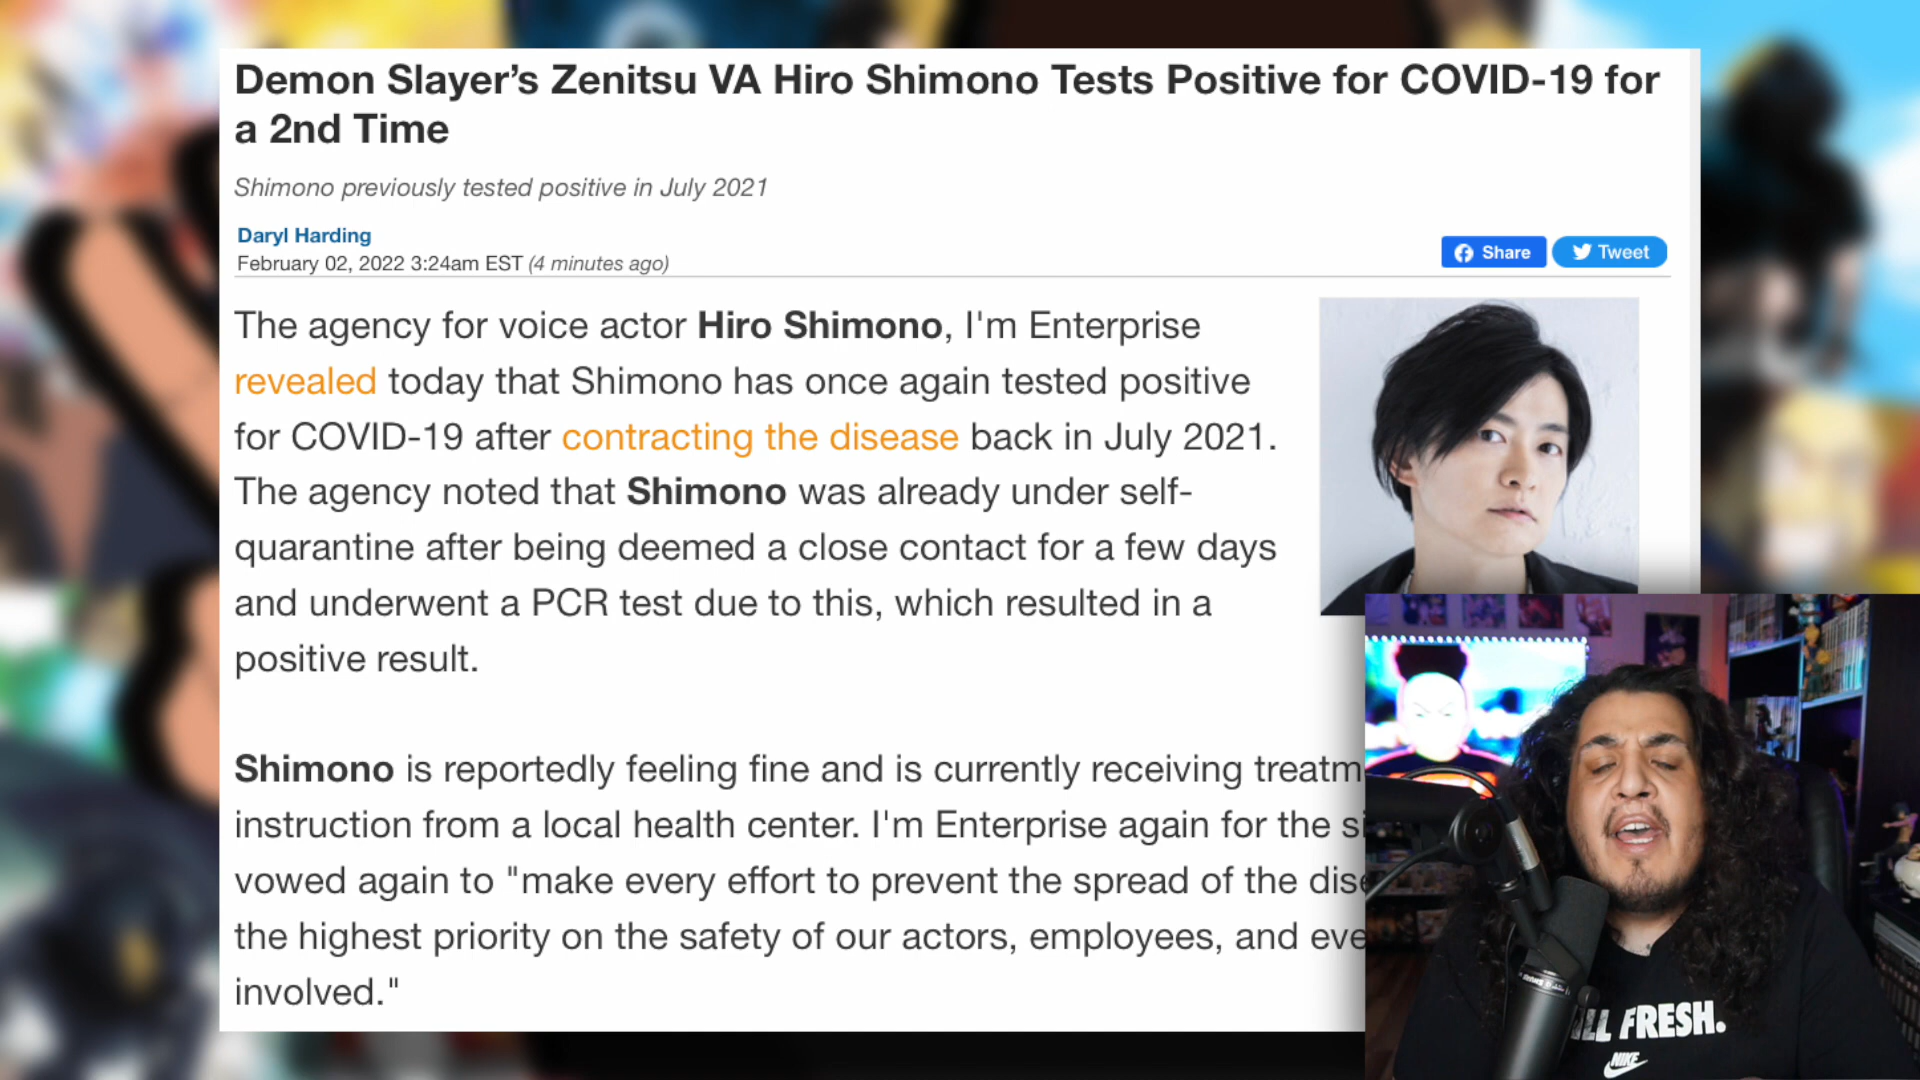 Demon Slayer’s Zenitsu VA Hiro Shimono Tests Positive for COVID-19 for
a 2nd Time
Shimono previously tested positive in July 2021
Daryl Harding
February 02, 2022 3:24am EST (4 minutes ago)
Share Tweet
The agency for voice actor Hiro Shimono, I'm Enterprise
revealed today that Shimono has once again tested positive
for COVID-19 after contracting the disease back in July 2021.
The agency noted that Shimono was already under self-
quarantine after being deemed a close contact for a few days
and underwent a PCR test due to this, which resulted in a
positive result.
Shimono is reportedly feeling fine and is currently receiving
instruction from a local health center. I'm Enterprise again for the
vowed again to "make every effort to prevent the spread of the
the highest priority on the safety of our actors, employees, and
involved."
FRESH.
NIKE